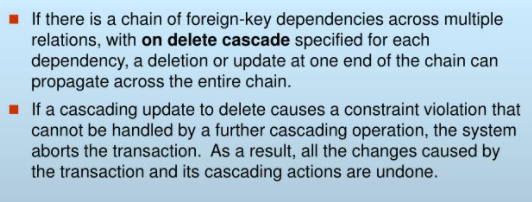 If there is a chain of foreign-key dependencies across multiple
relations, with on delete cascade specified for each
dependency, a deletion or update at one end of the chain can
propagate across the entire chain.
If a cascading update to delete causes a constraint violation that
cannot be handled by a further cascading operation, the system
aborts the transaction. As a result, all the changes caused by
the transaction and its cascading actions are undone.